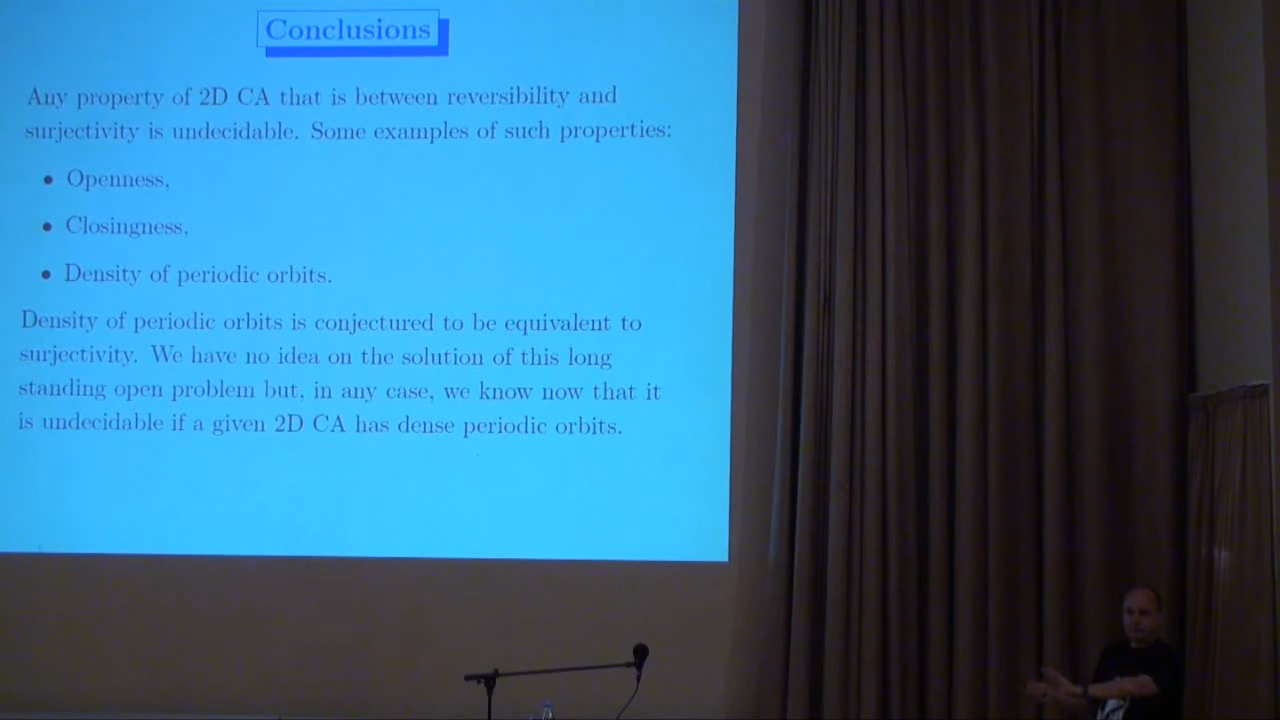 Conclusions
Any property of 2D CA that is between reversibility and
surjectivity is undecidable. Some examples of such properties:
• Openness,
• Closingness,
• Density of periodic orbits.
Density of periodic orbits is conjectured to be equivalent to
surjectivity. We have no idea on the solution of this long
standing open problem but, in any case, we know now that it
is undecidable if a given 2D CA has dense periodic orbits.